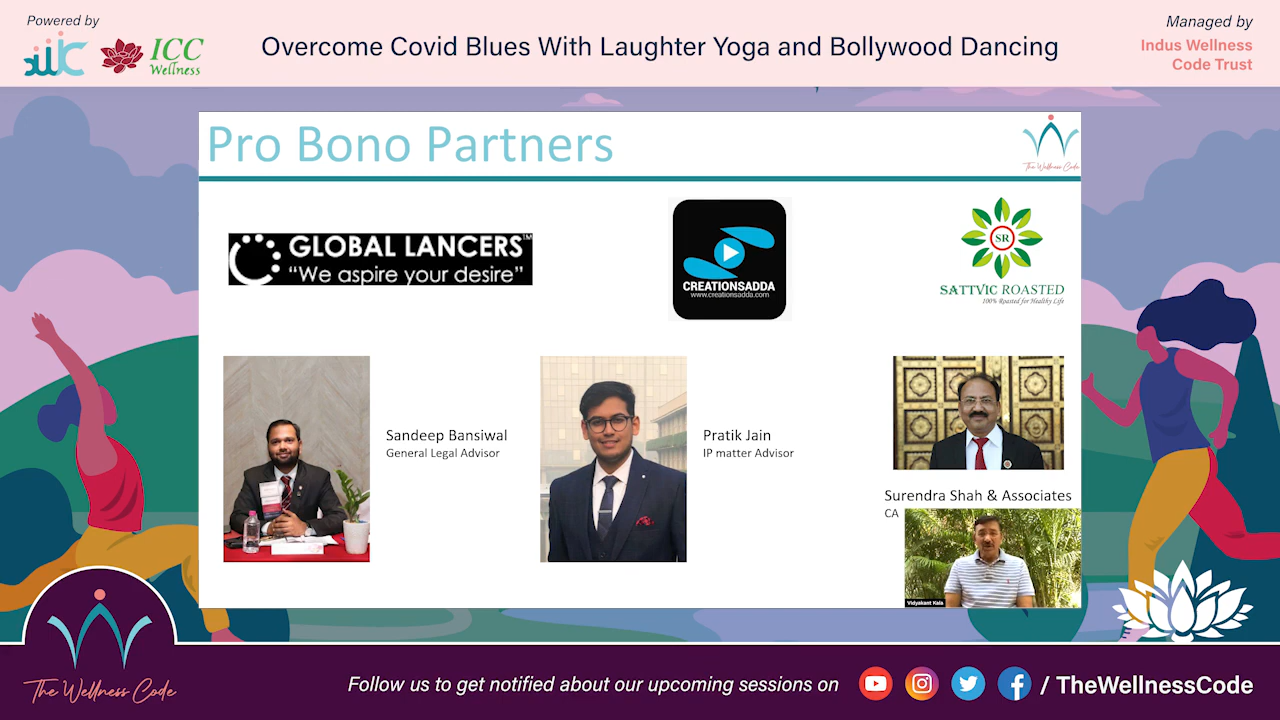 Powered by
ICC
Wellness
Overcome Covid Blues With Laughter Yoga and Bollywood Dancing
Managed by
Indus Wellness
Code Trust
Pro Bono Partners
The Wellness Code
GLOBAL LANCERS TM
"We aspire your desire"
CREATIONSADDA
www.creationsadda.com
SR
SATTVIC ROASTED
100% Roasted for Healthy Life
Sandeep Bansiwal
General Legal Advisor
Pratik Jain
IP matter Advisor
Surendra Shah & Associates
CA
Vidyakant Kala
The Wellness Code
Follow us to get notified about our upcoming sessions on
/ TheWellnessCode